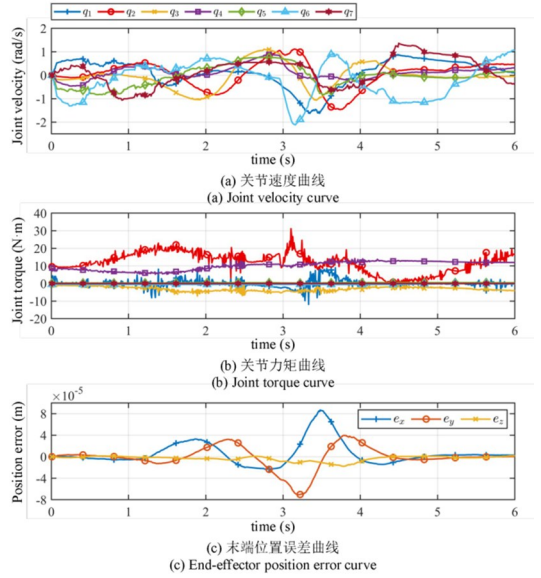 q1 q2 q3 q4 q5 q6 q7
Joint velocity (rad/s)
2
1
0
-1
-2
0 1 2 3 4 5 6
time (s)
(a) 关节速度曲线
(a) Joint velocity curve
Joint torque (N·m)
40
30
20
10
0
-10
-20
0 1 2 3 4 5 6
time (s)
(b) 关节力矩曲线
(b) Joint torque curve
×10-5
Position error (m)
8
4
0
-4
-8
ex ey ez
0 1 2 3 4 5 6
time (s)
(c) 末端位置误差曲线
(c) End-effector position error curve